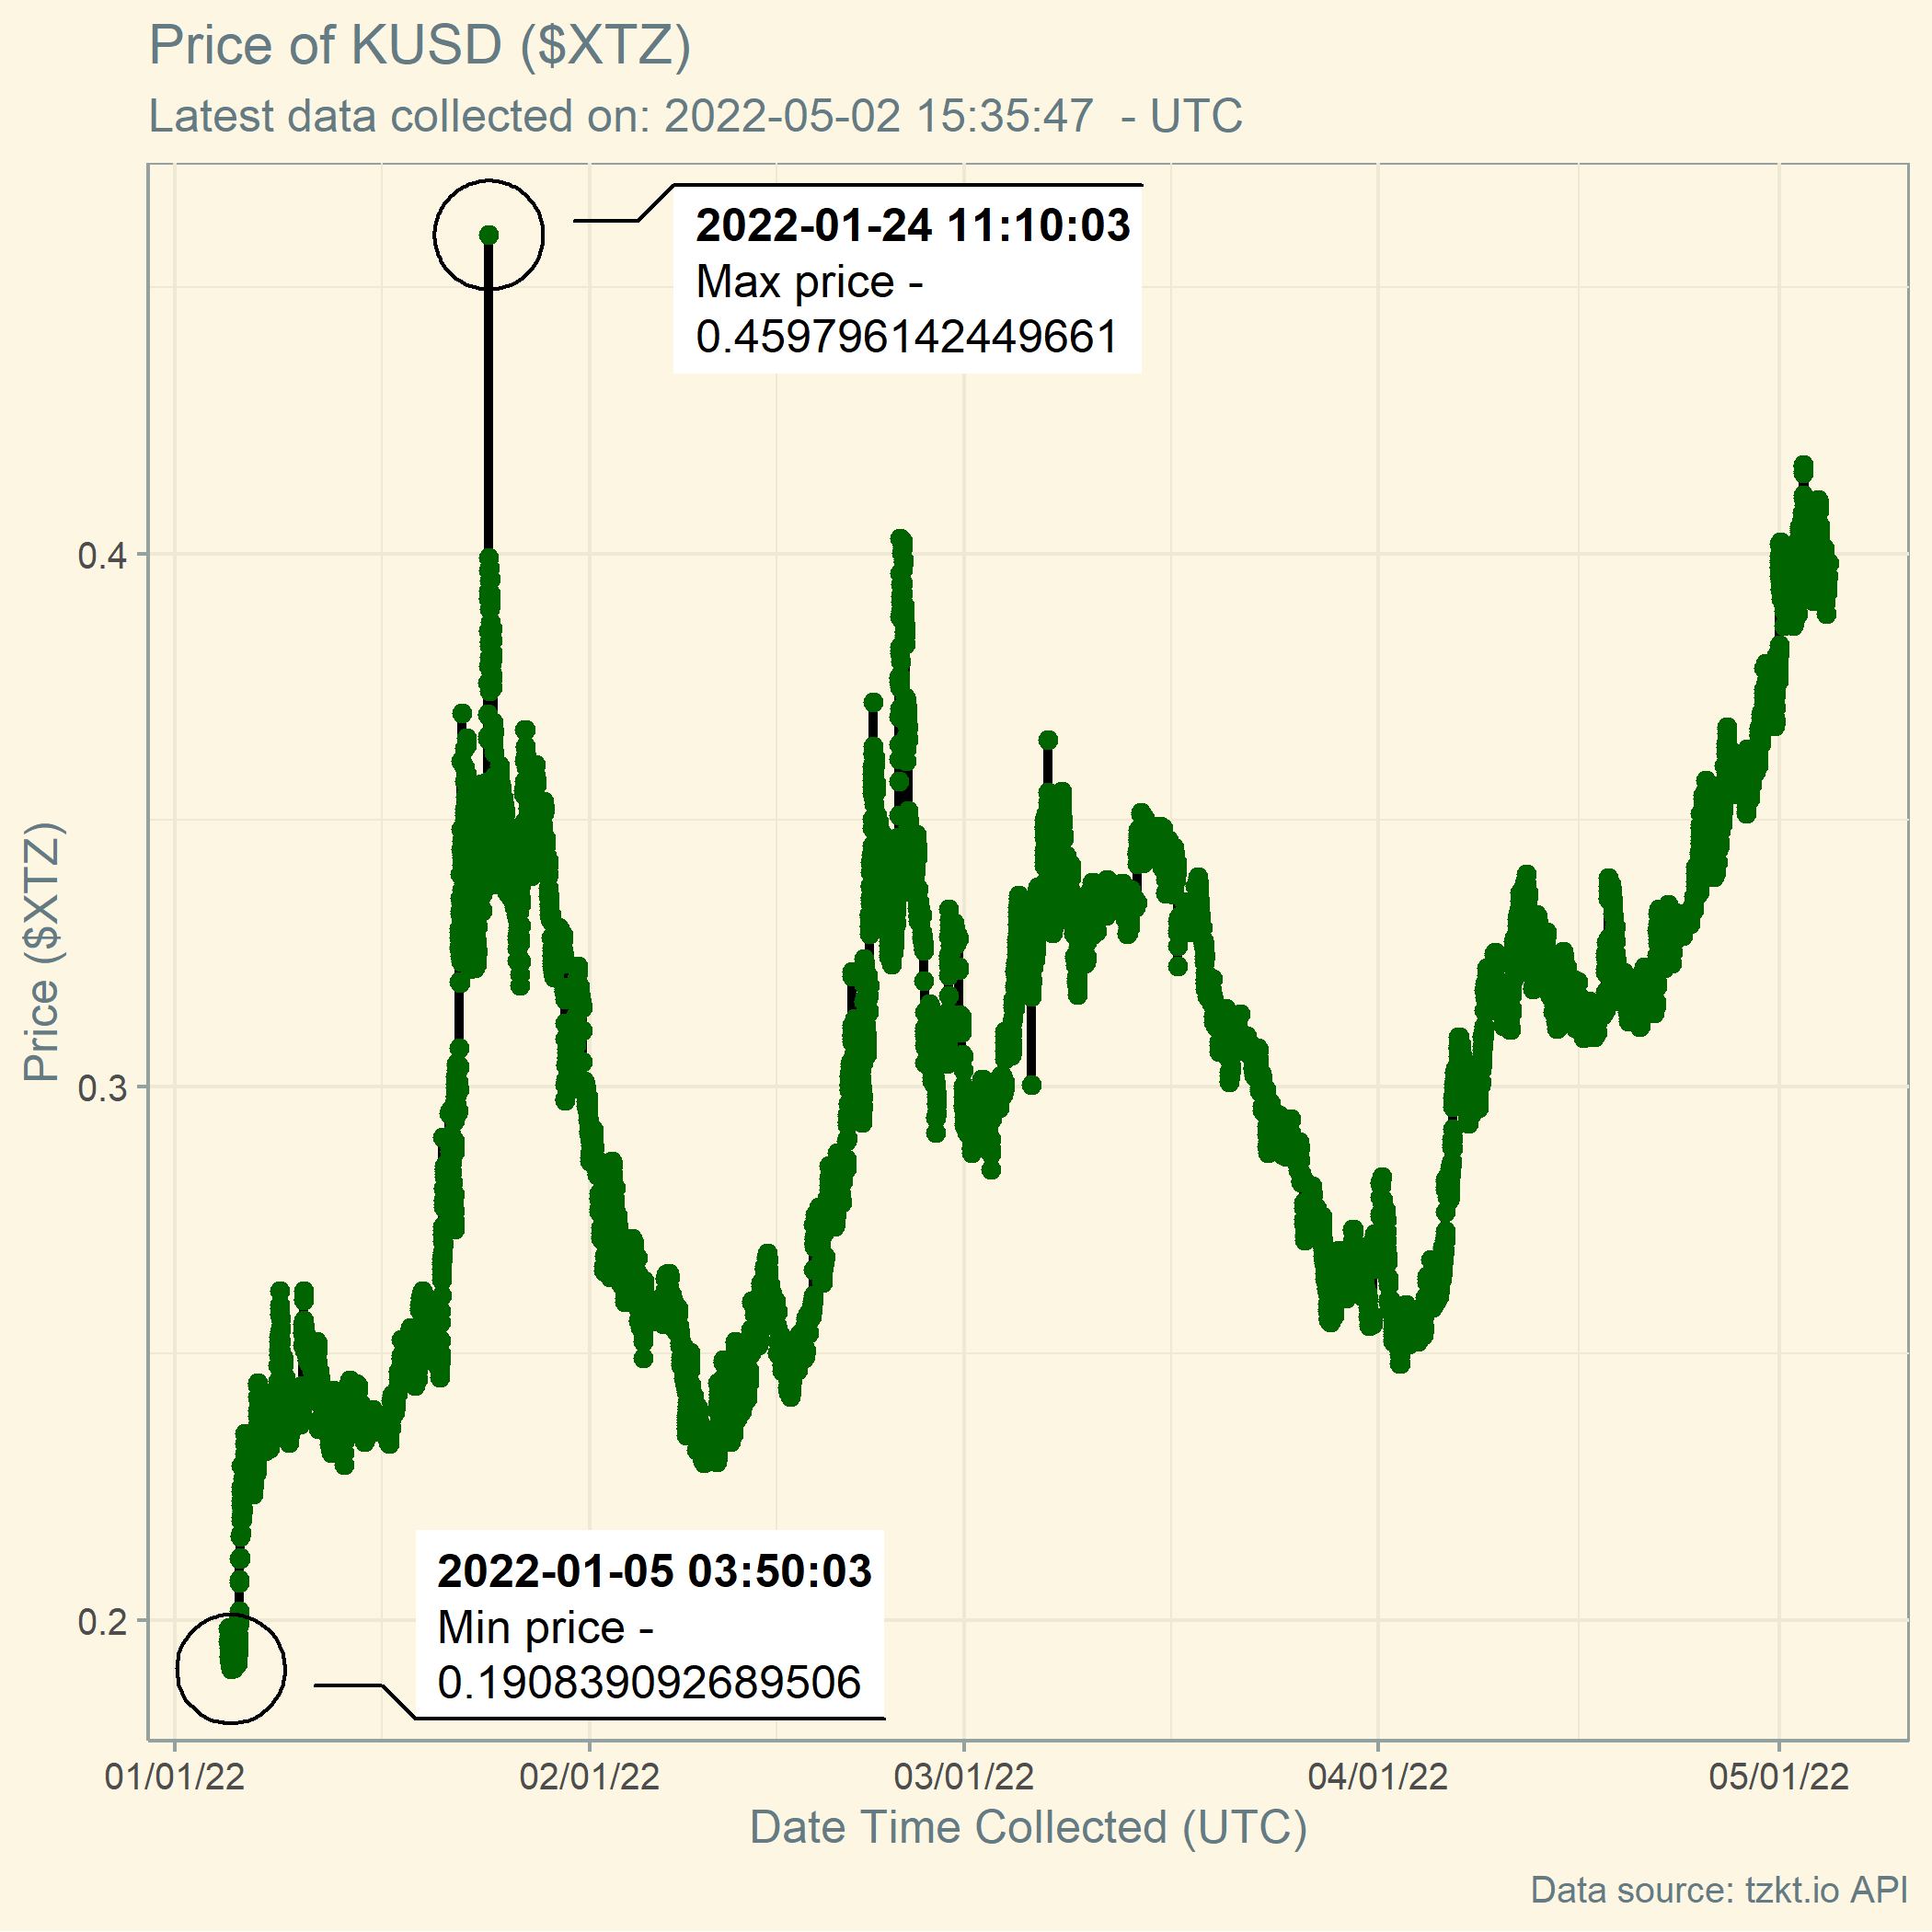 Price of KUSD ($XTZ)
Latest data collected on: 2022-05-02 15:35:47  - UTC
2022-01-24 11:10:03
Max price -
0.459796142449661
0.4
Price ($XTZ)
0.3
2022-01-05 03:50:03
Min price -
0.190839092689506
0.2
01/01/22 02/01/22 03/01/22 04/01/22 05/01/22
Date Time Collected (UTC)
Data source: tzkt.io API